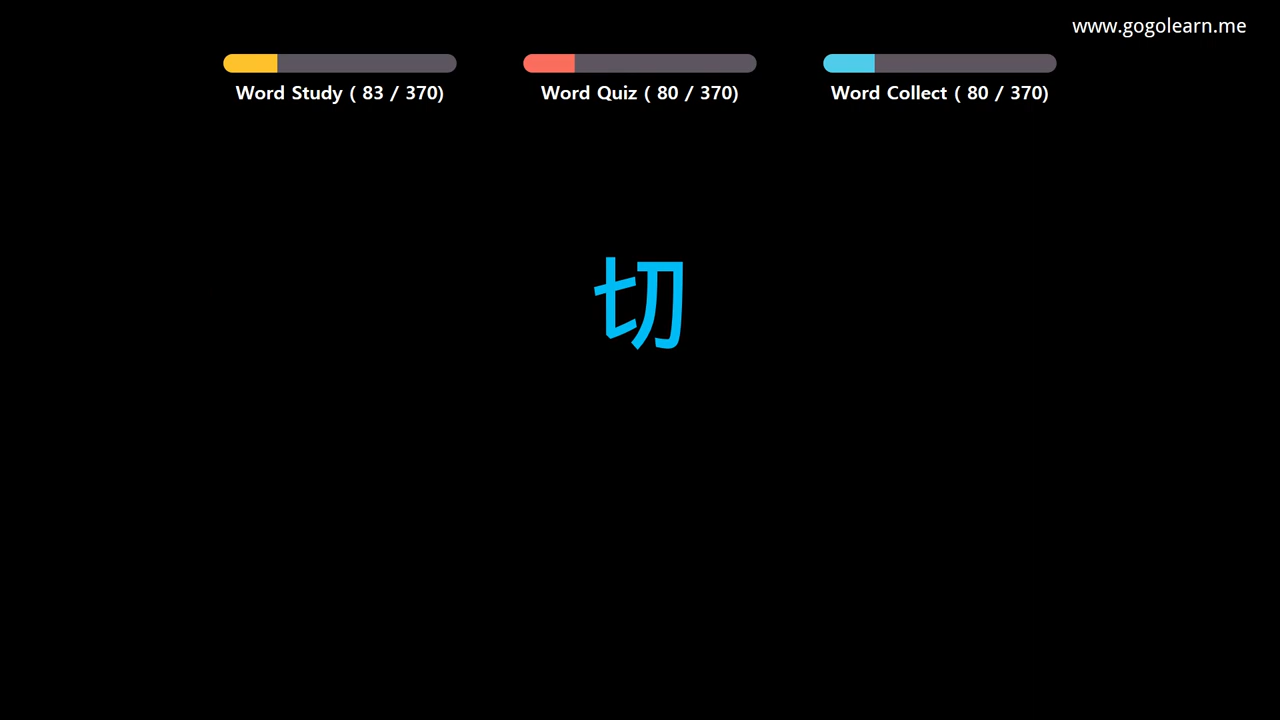 www.gogolearn.me
Word Study ( 83 / 370)
Word Quiz ( 80 / 370)
Word Collect ( 80 / 370)
切